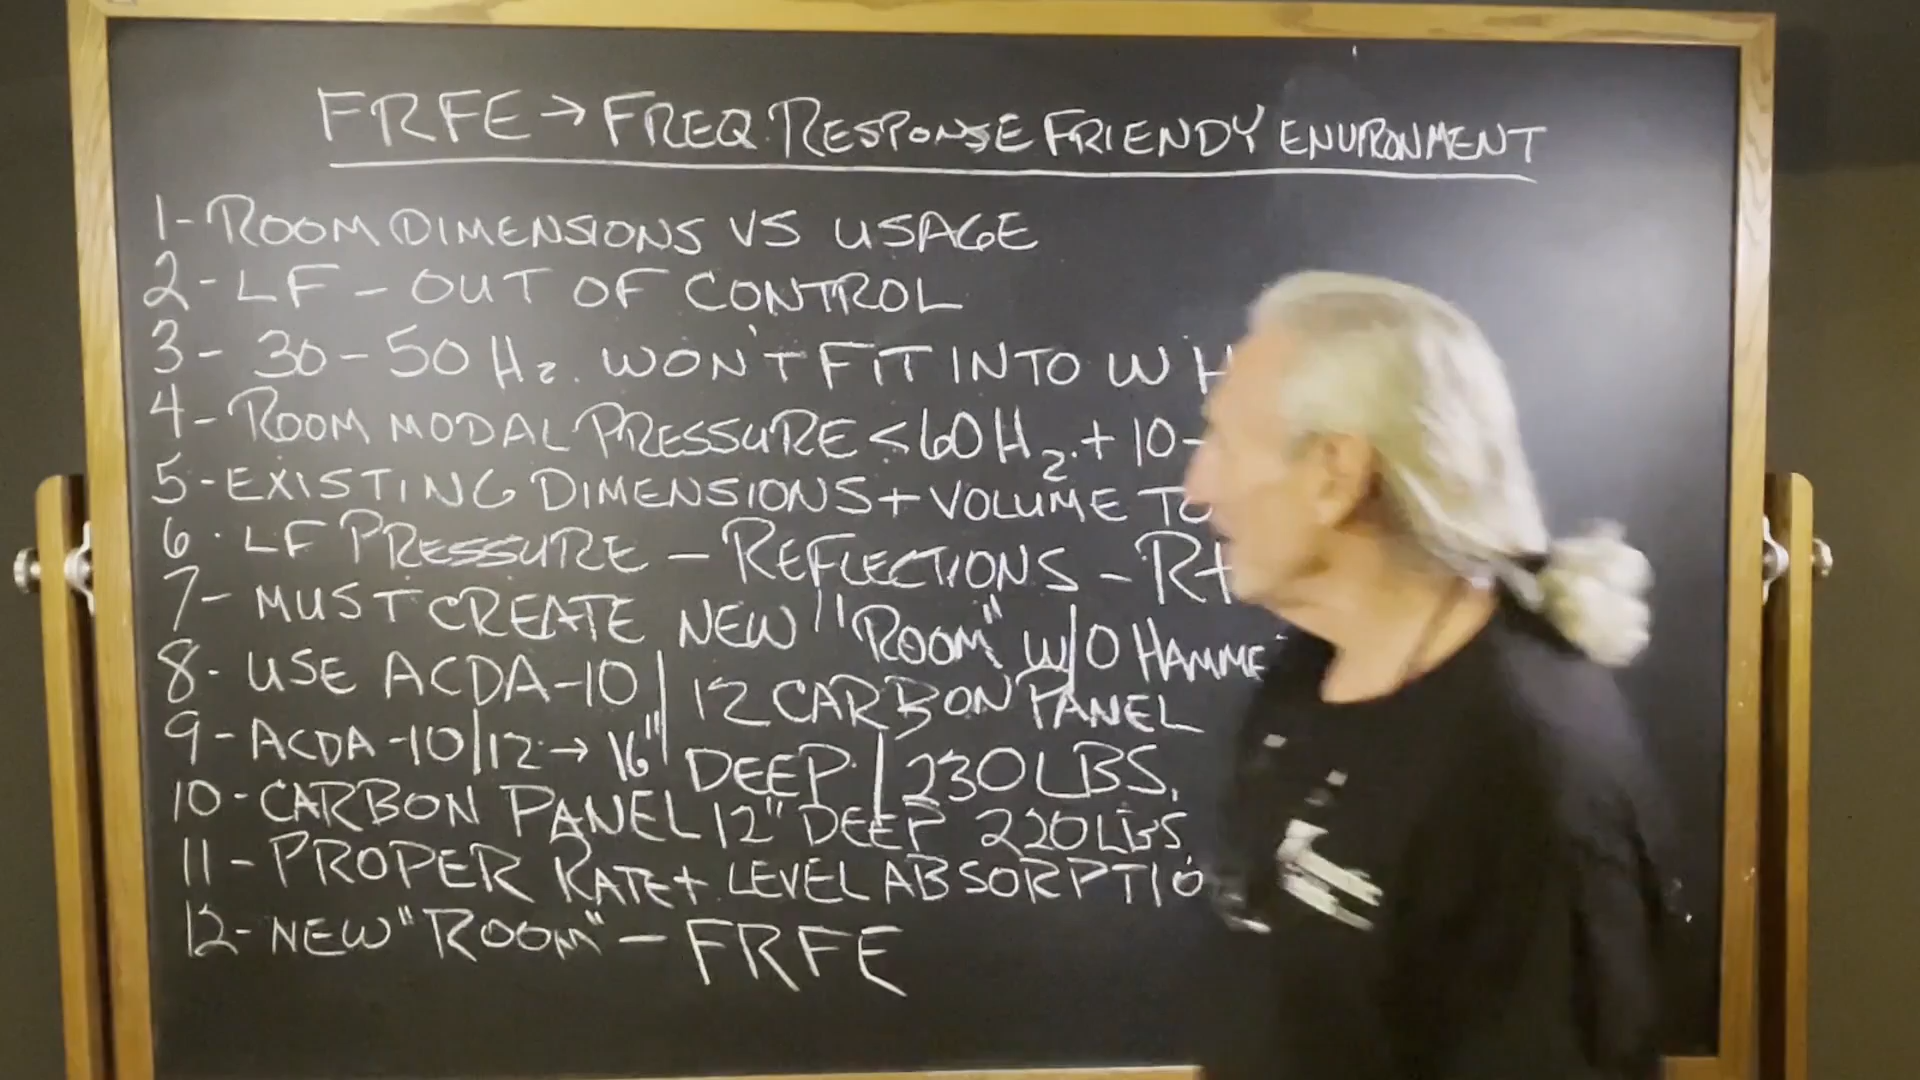 FRFE → FREQ. RESPONSE FRIENDY ENVIRONMENT
1- ROOM DIMENSIONS VS USAGE
2- LF - OUT OF CONTROL
3- 30-50 Hz. WON'T FIT INTO W H
4- ROOM MODAL PRESSURE < 60 Hz. + 10-
5- EXISTING DIMENSIONS + VOLUME TO
6. LF PRESSURE - REFLECTIONS -
7- MUST CREATE NEW "ROOM" W/O HAMME
8- USE ACDA-10 | 12 CARBON PANEL
9- ACDA-10/12 → 16" DEEP | 230 LBS.
10- CARBON PANEL 12" DEEP 220 LBS.
11- PROPER RATE + LEVEL ABSORPTIO
12- NEW "ROOM" - FRFE